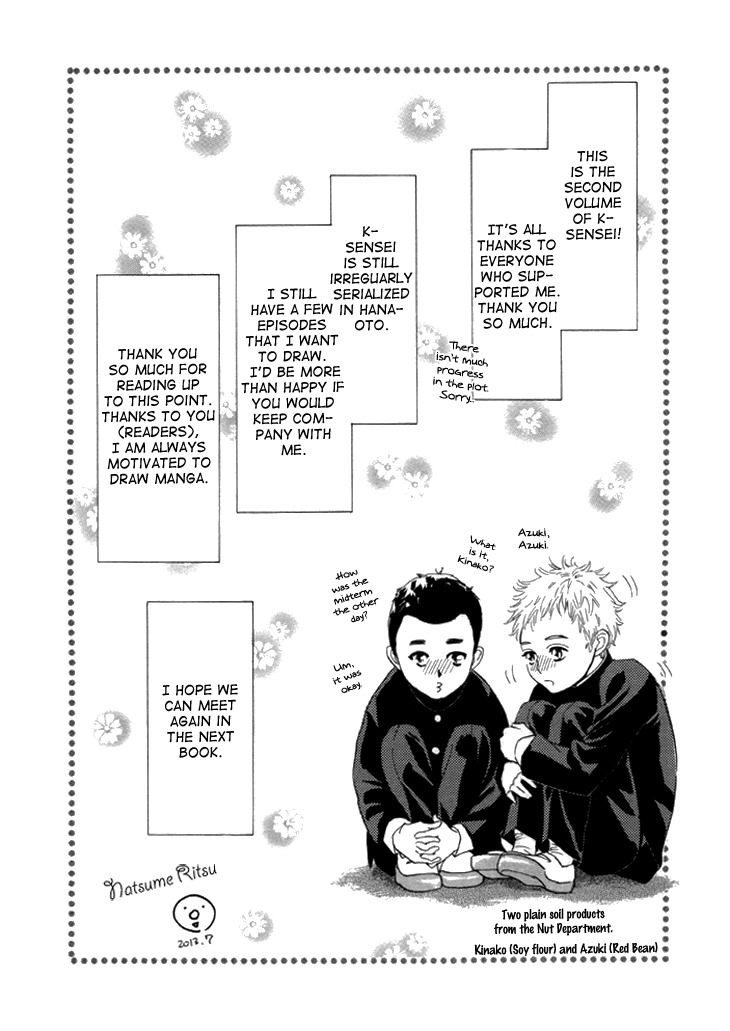 THIS
IS THE
SECOND
VOLUME
OF K-
SENSEI!
IT'S ALL
THANKS TO
EVERYONE
WHO SUP-
PORTED ME.
THANK YOU
SO MUCH.
There
isn't much
progress
in the plot.
Sorry!
K-
SENSEI
IS STILL
IRREGUARLY
SERIALIZED
IN HANA-
OTO.
I STILL
HAVE A FEW
EPISODES
THAT I WANT
TO DRAW.
I'D BE MORE
THAN HAPPY IF
YOU WOULD
KEEP COM-
PANY WITH
ME.
THANK YOU
SO MUCH FOR
READING UP
TO THIS POINT.
THANKS TO YOU
(READERS),
I AM ALWAYS
MOTIVATED TO
DRAW MANGA.
Azuki,
Azuki.
What
is it,
Kinako?
How
was the
midterm
the other
day?
Um,
it was
okay.
I HOPE WE
CAN MEET
AGAIN IN
THE NEXT
BOOK.
Natsume Ritsu
2013.7
Two plain soil products
from the Nut Department.
Kinako (Soy flour) and Azuki (Red Bean)